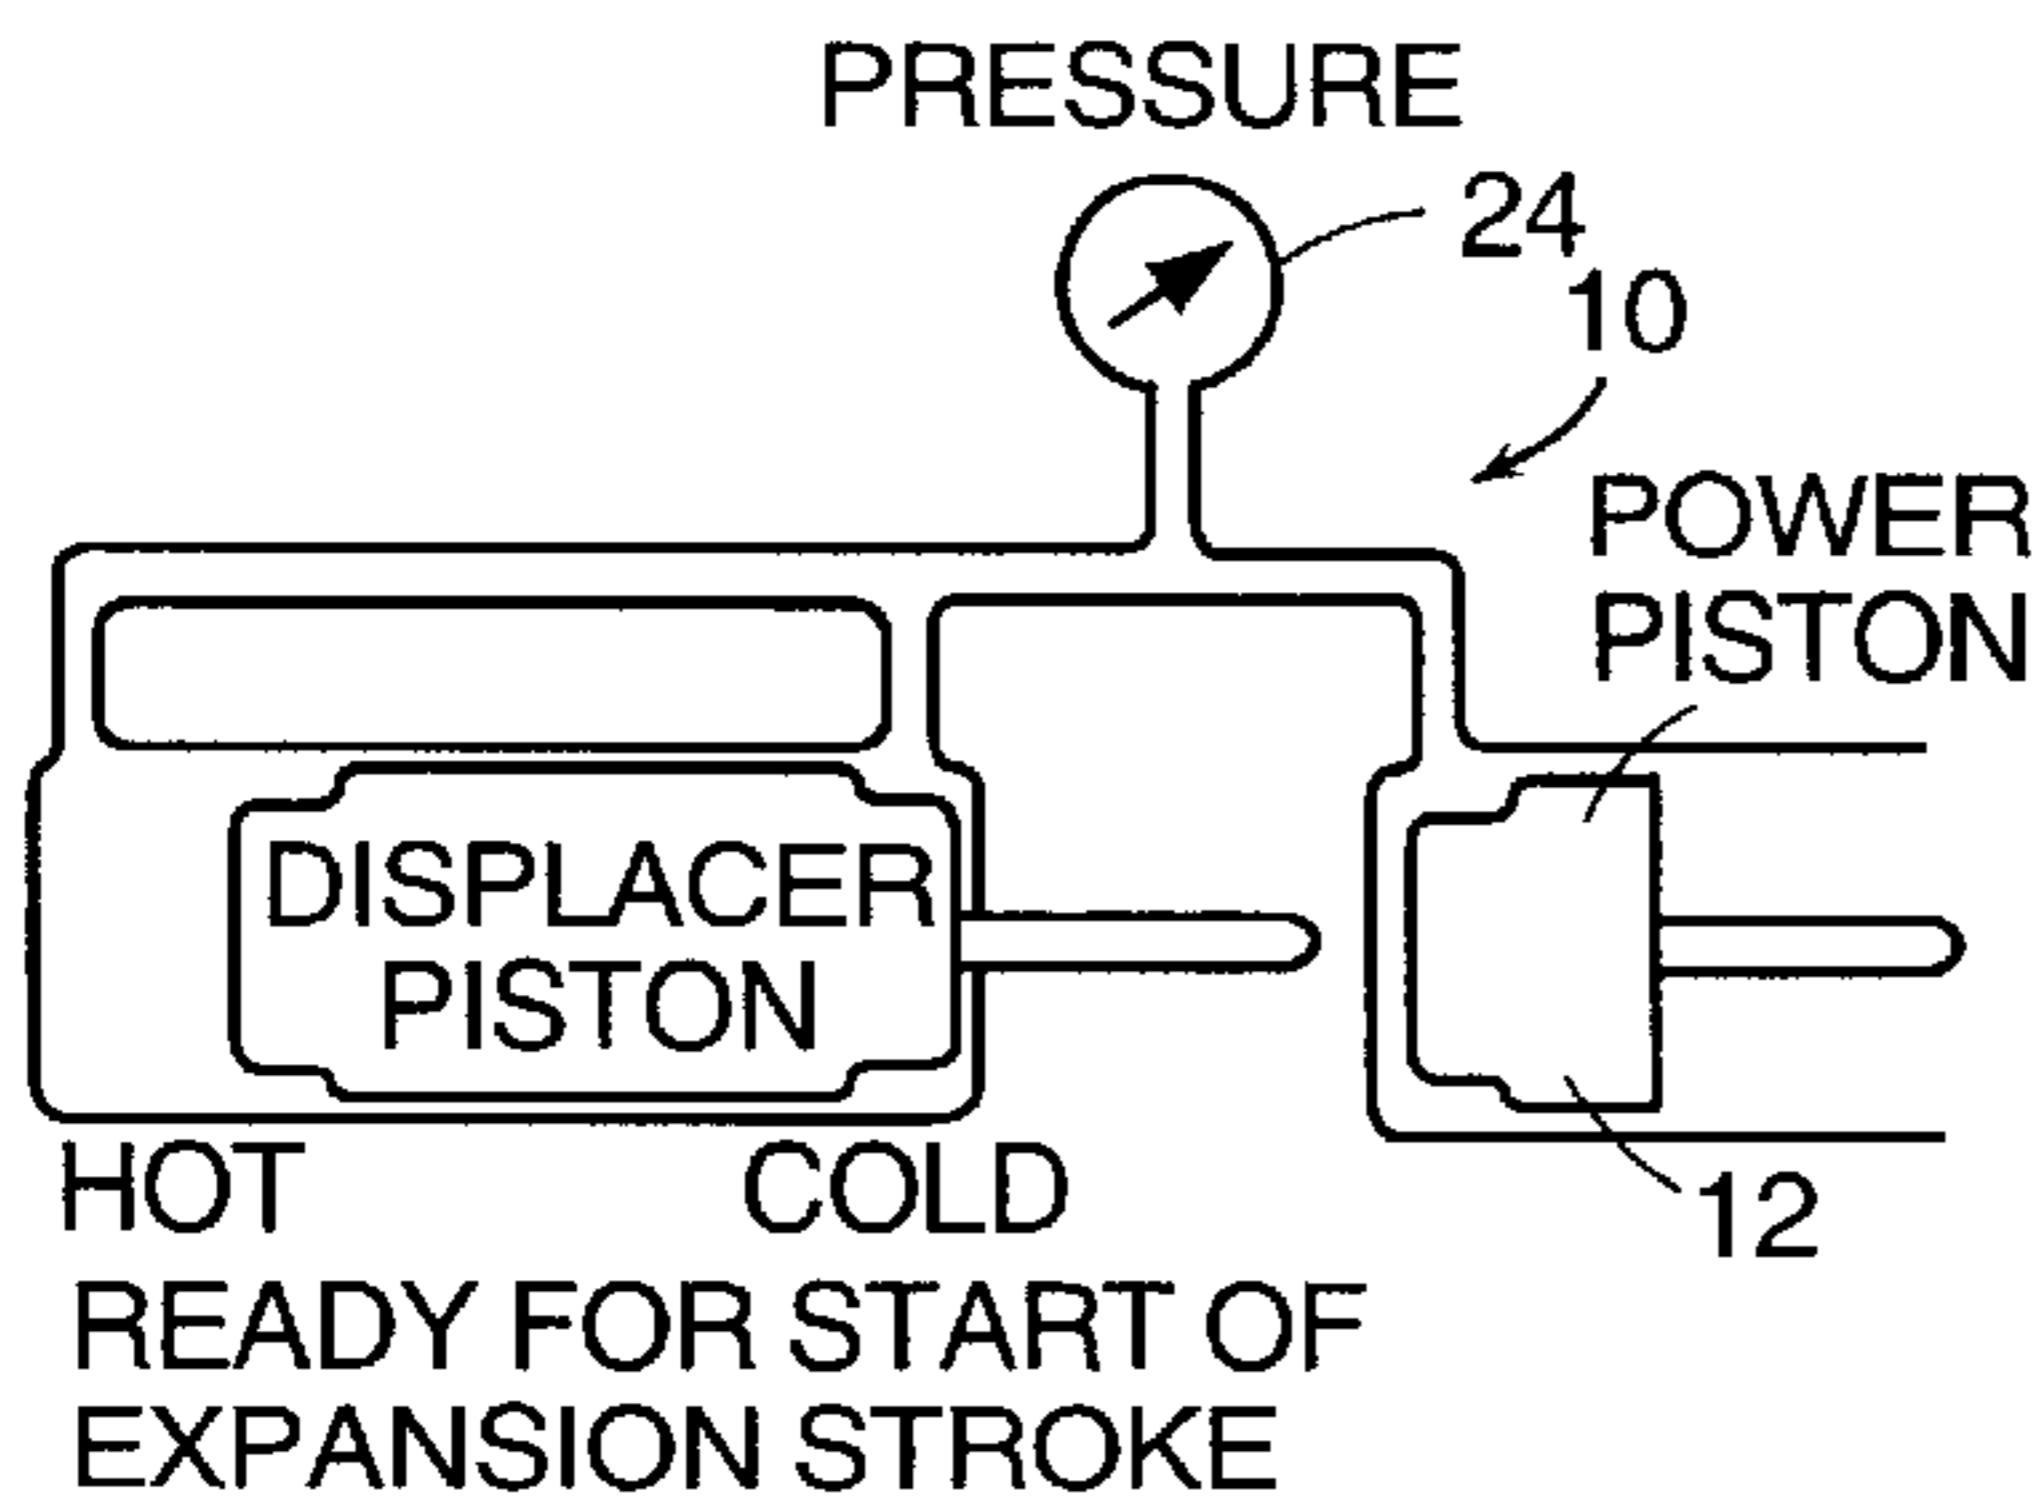 PRESSURE
24
10
POWER
PISTON
DISPLACER
PISTON
HOT
COLD
12
READY FOR START OF
EXPANSION STROKE